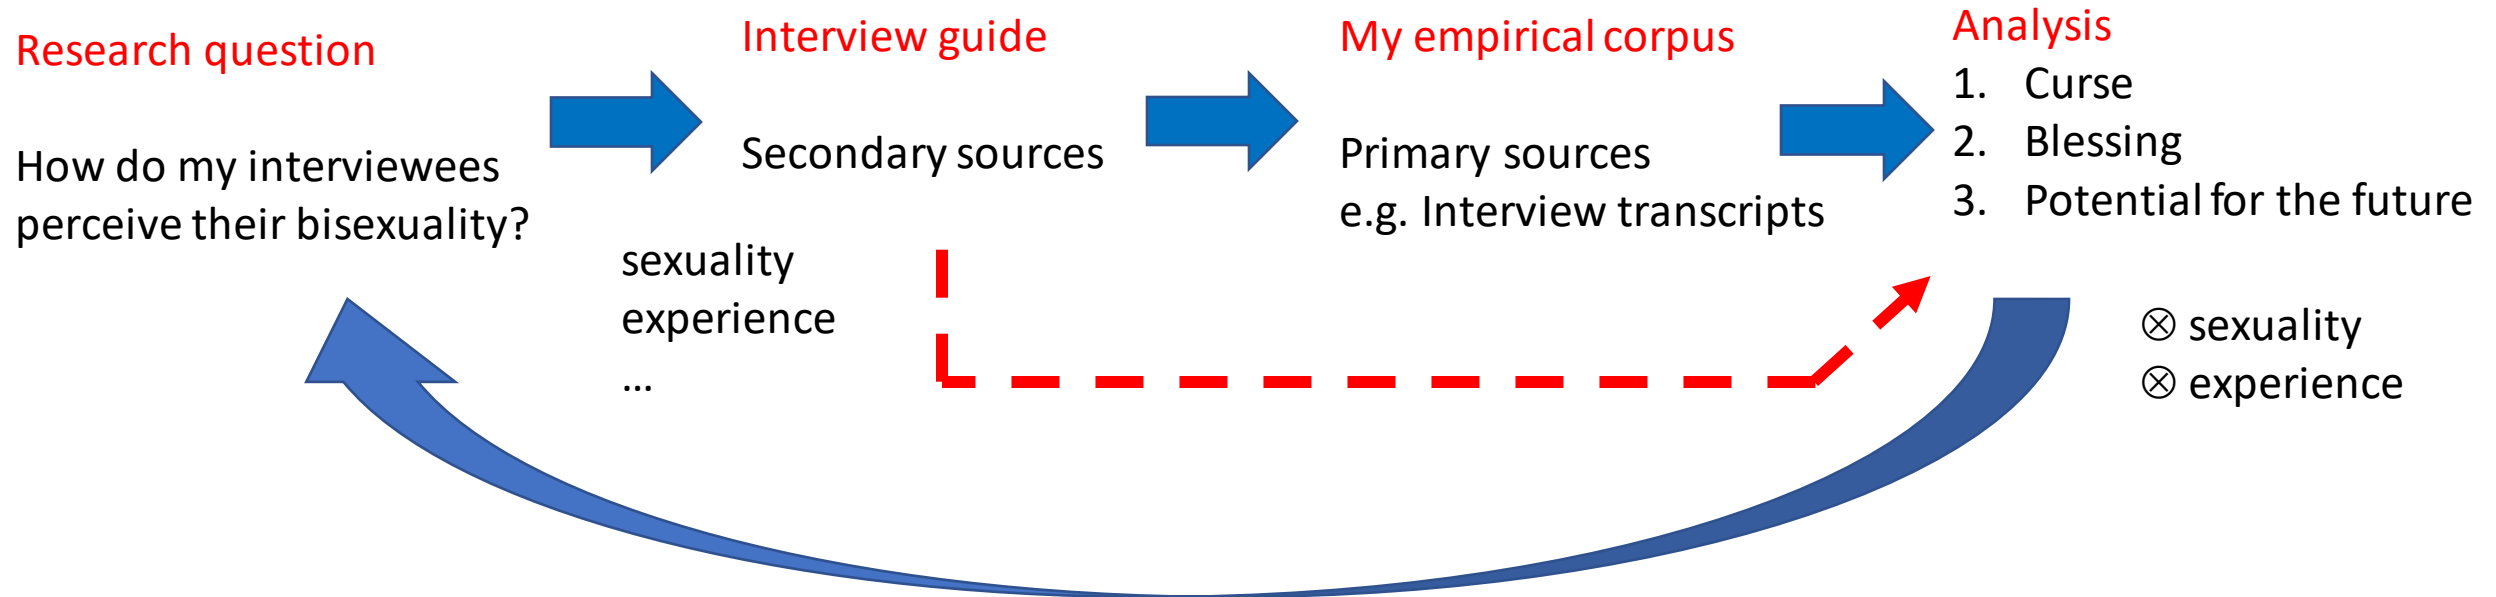 Research question
How do my interviewees
perceive their bisexuality?
Interview guide
Secondary sources
sexuality
experience
...
My empirical corpus
Primary sources
e.g. Interview transcripts
Analysis
1. Curse
2. Blessing
3. Potential for the future
⊗ sexuality
⊗ experience